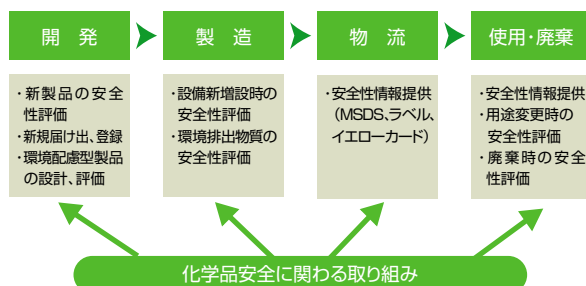 開発
製造
物流
使用・廃棄
・新製品の安全
性評価
・新規届け出、登録
・環境配慮型製品
の設計、評価
・設備新増設時の
安全性評価
・環境排出物質の
安全性評価
・安全性情報提供
(MSDS、ラベル、
イエローカード)
・安全性情報提供
・用途変更時の
安全性評価
・廃棄時の安全
性評価
化学品安全に関わる取り組み